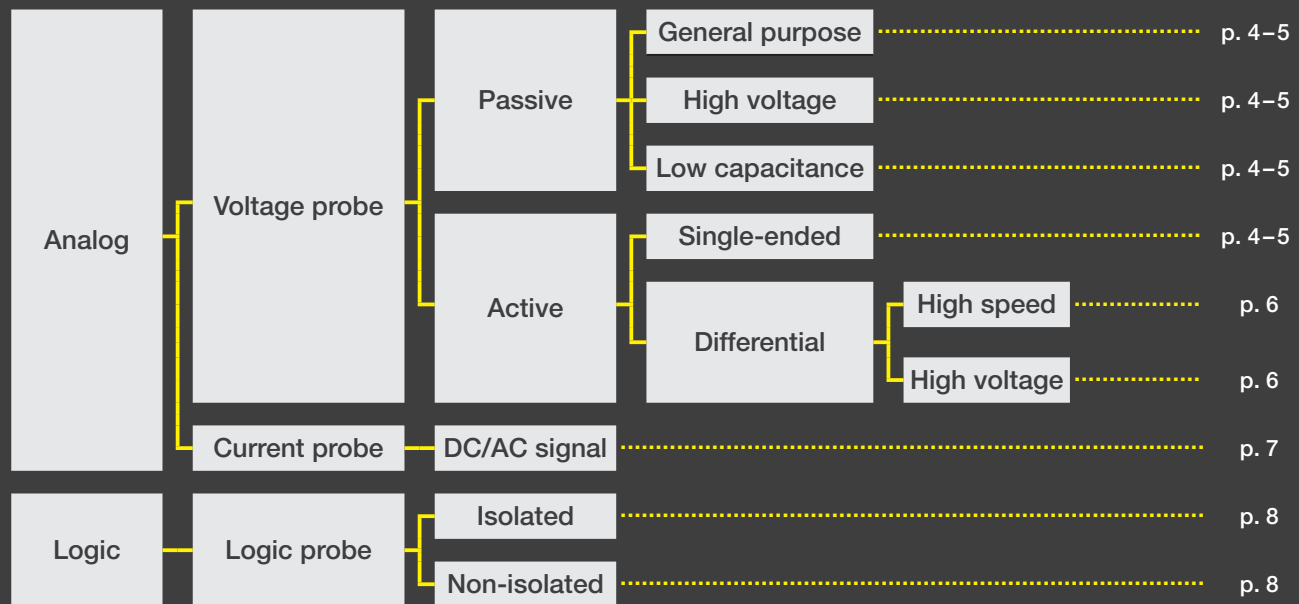 General purpose p. 4–5
Passive High voltage p. 4–5
Low capacitance p. 4–5
Voltage probe
Analog Single-ended p. 4–5
Active High speed p. 6
Differential
High voltage p. 6
Current probe DC/AC signal p. 7
Isolated p. 8
Logic Logic probe
Non-isolated p. 8